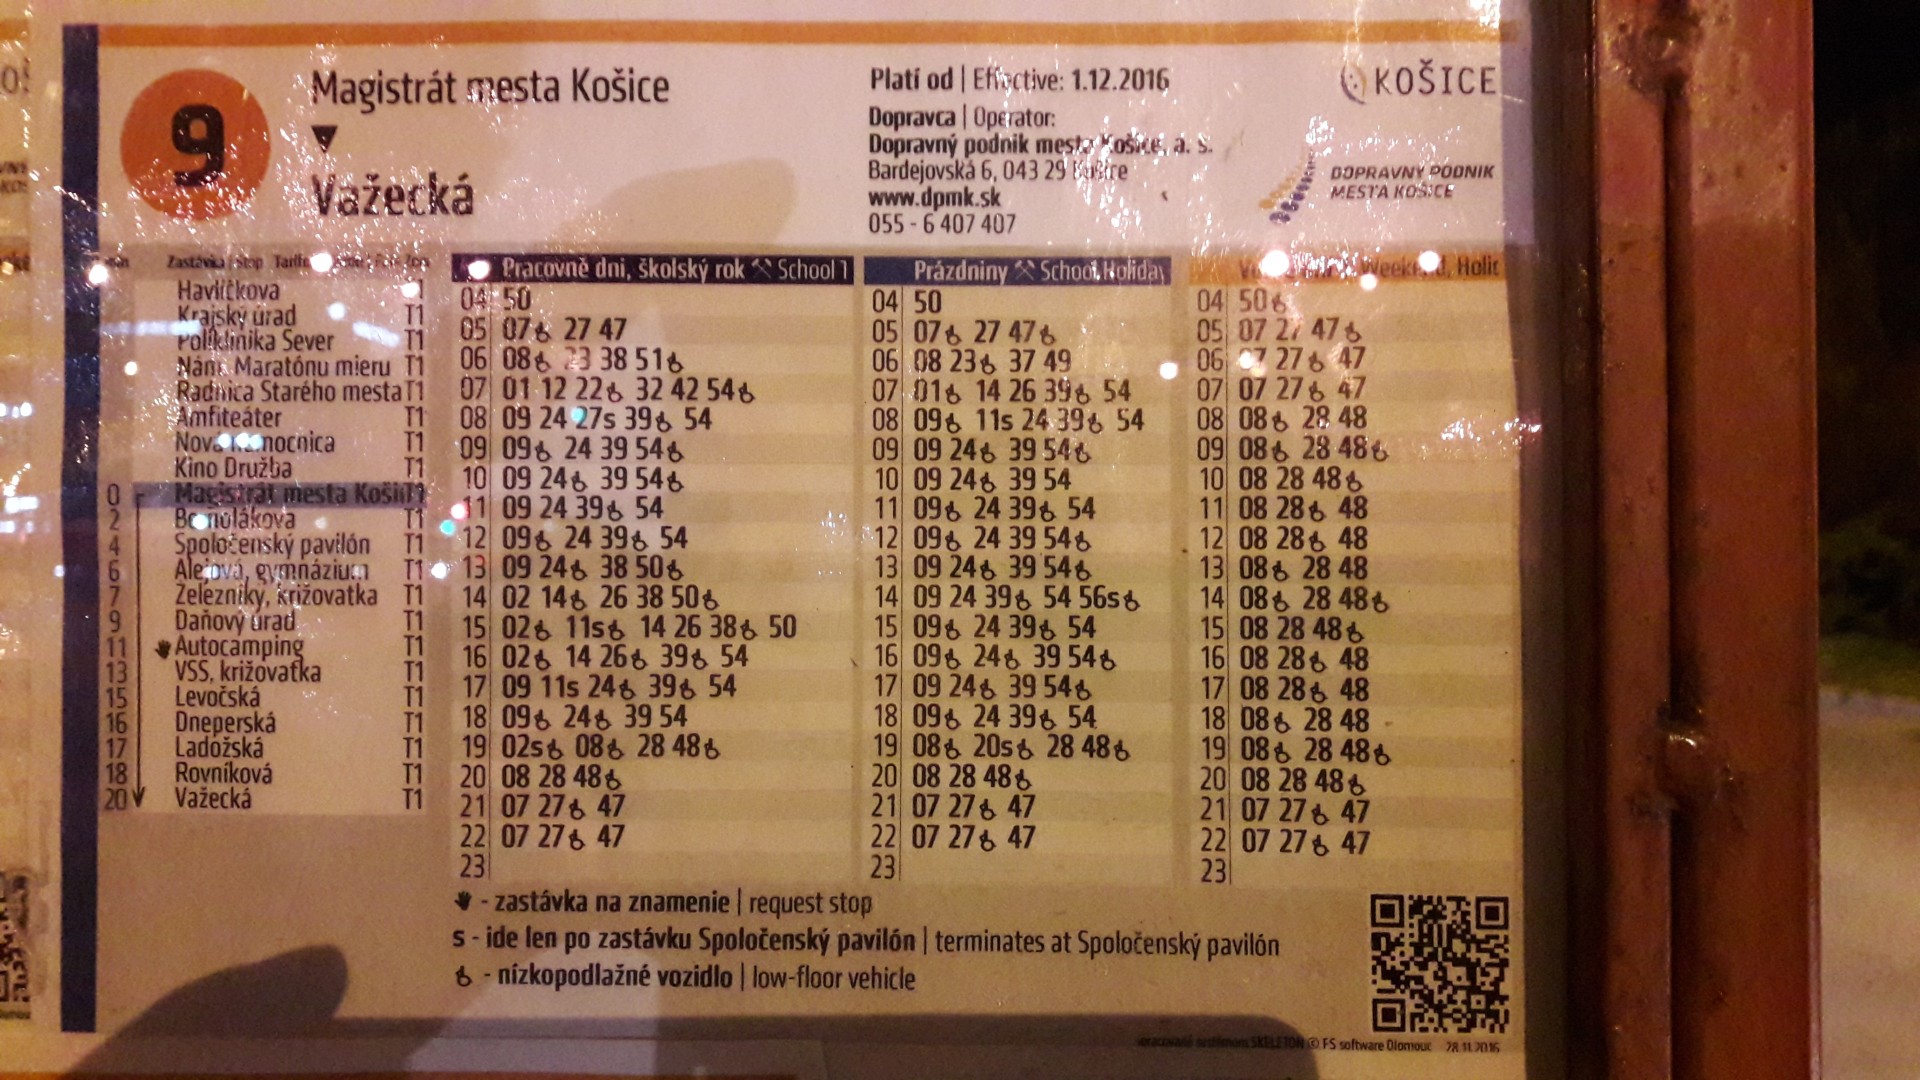 9
Magistrát mesta Košice
▼
Važecká
Platí od | Effective: 1.12.2016
Dopravca | Operator:
Dopravný podnik mesta Košice, a. s.
Bardejovská 6, 043 29 Košice
www.dpmk.sk
055 - 6 407 407
KOŠICE
DOPRAVNÝ PODNIK
MESTA KOŠICE
Zastávka | Stop
Havlíčkova 1
Krajský úrad T1
Poliklinika Sever T1
Nám. Maratónu mieru T1
Radnica Starého mesta T1
Amfiteáter T1
Nová nemocnica T1
Kino Družba T1
0 Magistrát mesta Koši T1
2 Bernolákova T1
4 Spoločenský pavilón T1
6 Alejová, gymnázium T1
7 Železníky, križovatka T1
9 Daňový úrad T1
11 Autocamping T1
13 VSS, križovatka T1
15 Levočská T1
16 Dneperská T1
17 Ladožská T1
18 Rovníková T1
20 Važecká T1
Pracovné dni, školský rok ⚒ School
04 50
05 07♿ 27 47
06 08♿ 23 38 51♿
07 01 12 22♿ 32 42 54♿
08 09 24 27s 39♿ 54
09 09♿ 24 39 54♿
10 09 24♿ 39 54♿
11 09 24 39♿ 54
12 09♿ 24 39♿ 54
13 09 24♿ 38 50♿
14 02 14♿ 26 38 50♿
15 02♿ 11s♿ 14 26 38♿ 50
16 02♿ 14 26♿ 39♿ 54
17 09 11s 24♿ 39♿ 54
18 09♿ 24♿ 39 54
19 02s♿ 08♿ 28 48♿
20 08 28 48♿
21 07 27♿ 47
22 07 27♿ 47
23
Prázdniny ⚒ School Holiday
04 50
05 07♿ 27 47♿
06 08 23♿ 37 49
07 01♿ 14 26 39♿ 54
08 09♿ 11s 24 39♿ 54
09 09 24♿ 39 54♿
10 09 24♿ 39 54
11 09♿ 24 39♿ 54
12 09♿ 24 39 54♿
13 09 24♿ 39 54♿
14 09 24 39♿ 54 56s♿
15 09♿ 24 39♿ 54
16 09♿ 24♿ 39 54♿
17 09 24♿ 39 54♿
18 09♿ 24 39♿ 54
19 08♿ 20s♿ 28 48♿
20 08 28 48♿
21 07 27♿ 47
22 07 27♿ 47
23
Weekend, Holi
04 50♿
05 07 27 47♿
06 07 27♿ 47
07 07 27♿ 47
08 08♿ 28 48
09 08♿ 28 48♿
10 08 28 48♿
11 08 28♿ 48
12 08 28♿ 48
13 08♿ 28 48
14 08♿ 28 48♿
15 08 28 48♿
16 08 28♿ 48
17 08 28♿ 48
18 08♿ 28 48
19 08♿ 28 48♿
20 08 28 48♿
21 07 27♿ 47
22 07 27♿ 47
23
- zastávka na znamenie | request stop
s - ide len po zastávku Spoločenský pavilón | terminates at Spoločenský pavilón
♿ - nízkopodlažné vozidlo | low-floor vehicle
SKELETON © FS software Olomouc 28.11.2016